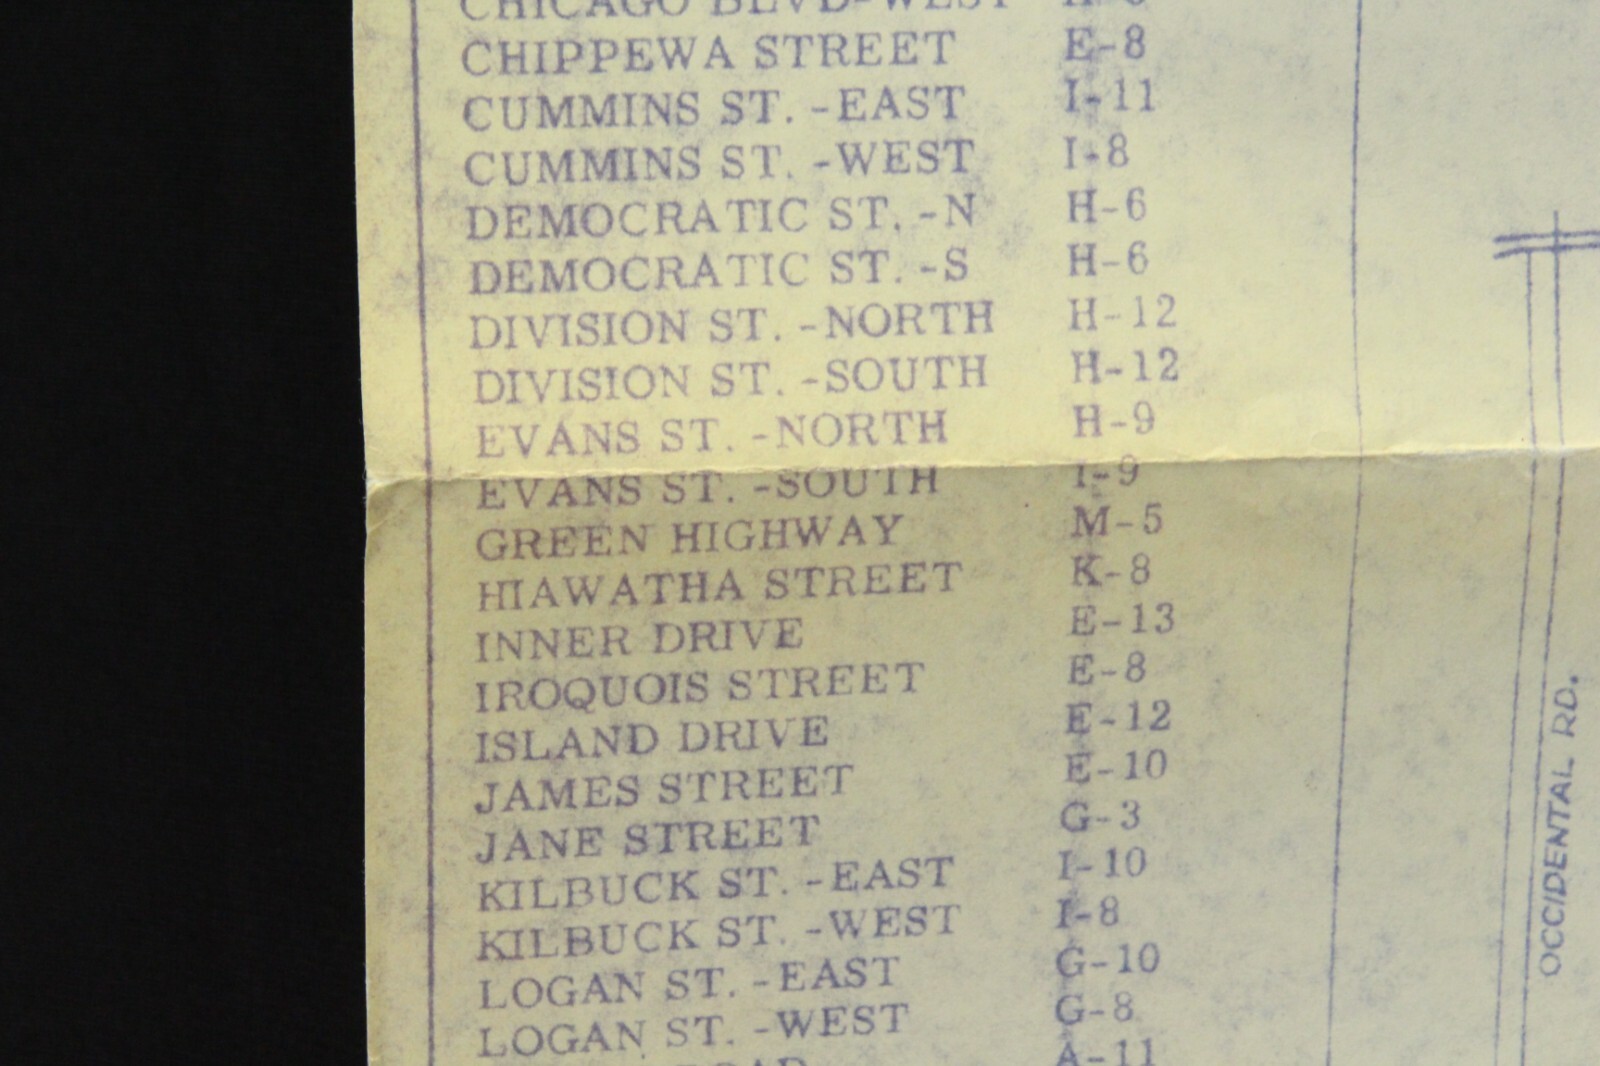 CHICAGO BLVD-WEST
CHIPPEWA STREET E-8
CUMMINS ST. -EAST I-11
CUMMINS ST. -WEST I-8
DEMOCRATIC ST. -N H-6
DEMOCRATIC ST. -S H-6
DIVISION ST. -NORTH H-12
DIVISION ST. -SOUTH H-12
EVANS ST. -NORTH H-9
EVANS ST. -SOUTH I-9
GREEN HIGHWAY M-5
HIAWATHA STREET K-8
INNER DRIVE E-13
IROQUOIS STREET E-8
ISLAND DRIVE E-12
JAMES STREET E-10
JANE STREET G-3
KILBUCK ST. -EAST I-10
KILBUCK ST. -WEST I-8
LOGAN ST. -EAST G-10
LOGAN ST. -WEST G-8
A-11
OCCIDENTAL RD.